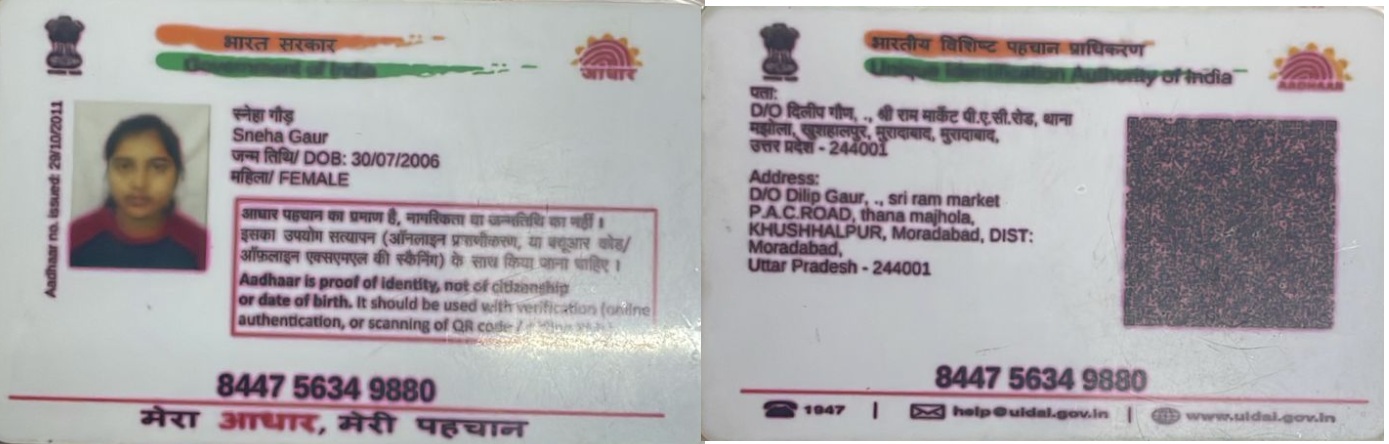 भारत सरकार
Government of India
आधार
Aadhaar no. issued: 29/10/2011
स्नेहा गौड़
Sneha Gaur
जन्म तिथि/ DOB: 30/07/2006
महिला/ FEMALE
आधार पहचान का प्रमाण है, नागरिकता या जन्मतिथि का नहीं ।
इसका उपयोग सत्यापन (ऑनलाइन प्रमाणीकरण, या क्यूआर कोड/
ऑफ़लाइन एक्सएमएल की स्कैनिंग) के साथ किया जाना चाहिए ।
Aadhaar is proof of identity, not of citizenship
or date of birth. It should be used with verification (online
authentication, or scanning of QR code /
8447 5634 9880
मेरा आधार, मेरी पहचान
भारतीय विशिष्ट पहचान प्राधिकरण
Unique Identification Authority of India
AADHAAR
पता:
D/O दिलीप गौण, ., श्री राम मार्केट पी.ए.सी.रोड, थाना
मझोला, खुशहालपुर, मुरादाबाद, मुरादाबाद,
उत्तर प्रदेश - 244001
Address:
D/O Dilip Gaur, ., sri ram market
P.A.C.ROAD, thana majhola,
KHUSHHALPUR, Moradabad, DIST:
Moradabad,
Uttar Pradesh - 244001
8447 5634 9880
1947 | help@uidai.gov.in | www.uidai.gov.in